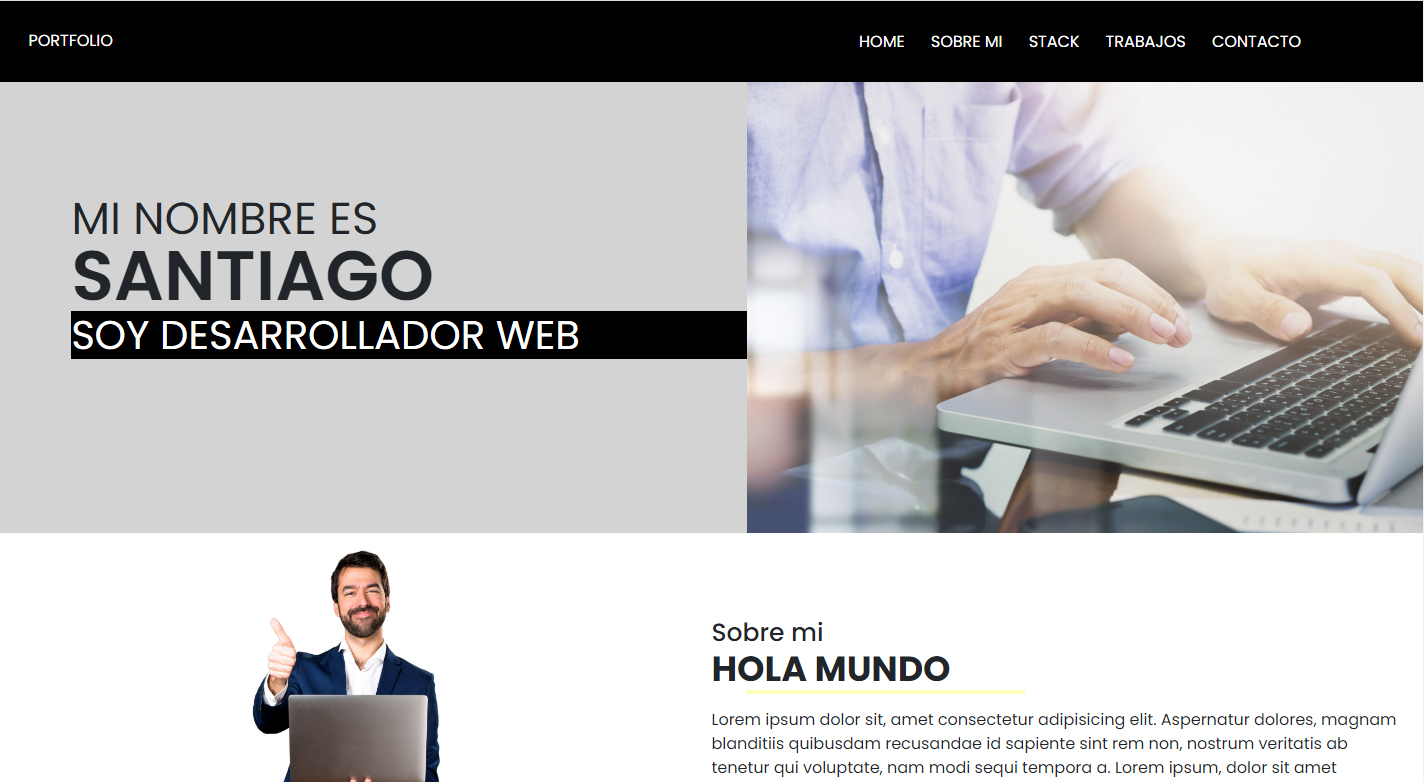 PORTFOLIO
HOME SOBRE MI STACK TRABAJOS CONTACTO
MI NOMBRE ES
SANTIAGO
SOY DESARROLLADOR WEB
Sobre mi
HOLA MUNDO
Lorem ipsum dolor sit, amet consectetur adipisicing elit. Aspernatur dolores, magnam
blanditiis quibusdam recusandae id sapiente sint rem non, nostrum veritatis ab
tenetur qui voluptate, nam modi sequi tempora a. Lorem ipsum, dolor sit amet